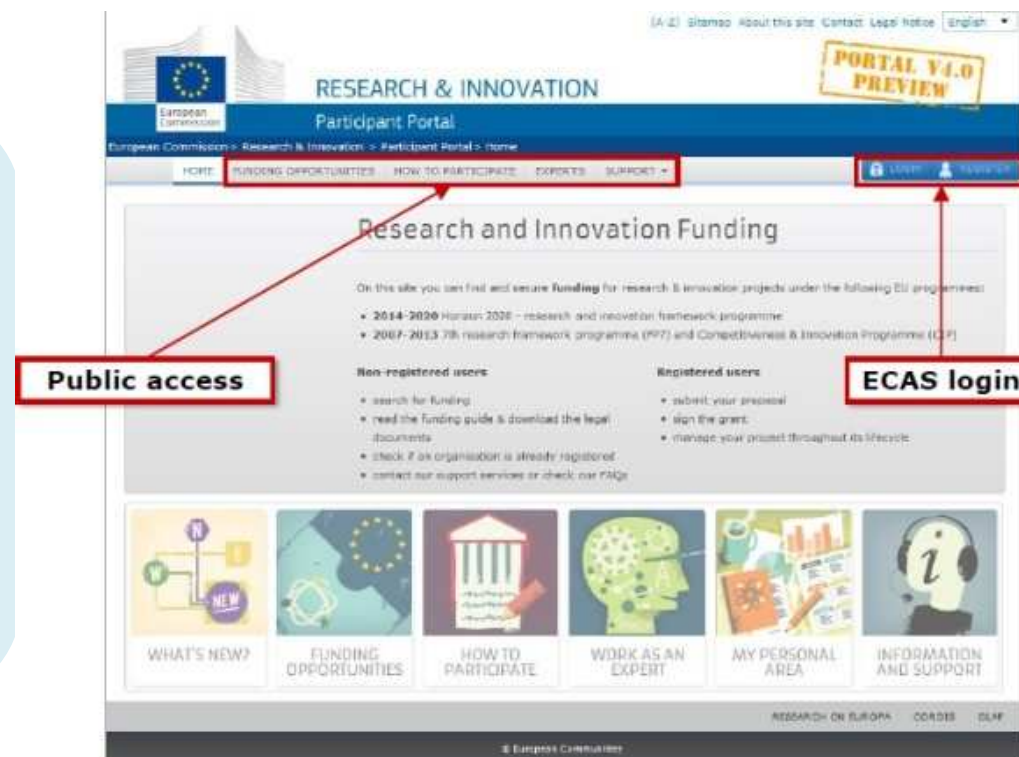 (A-Z) Sitemap About this site Contact Legal Notice English
PORTAL V4.0
PREVIEW
RESEARCH & INNOVATION
European
Commission
Participant Portal
European Commission > Research & Innovation > Participant Portal > Home
HOME FUNDING OPPORTUNITIES HOW TO PARTICIPATE EXPERTS SUPPORT
LOGIN REGISTER
Research and Innovation Funding
On this site you can find and secure funding for research & innovation projects under the following EU programmes:
• 2014-2020 Horizon 2020 - research and innovation framework programme
• 2007-2013 7th research framework programme (FP7) and Competitiveness & Innovation Programme (CIP)
Public access
ECAS login
Non-registered users
• search for funding
• read the funding guide & download the legal
documents
• check if an organisation is already registered
• contact our support services or check our FAQs
Registered users
• submit your proposal
• sign the grant
• manage your project throughout its lifecycle
N
NEW
i
WHAT'S NEW?
FUNDING
OPPORTUNITIES
HOW TO
PARTICIPATE
WORK AS AN
EXPERT
MY PERSONAL
AREA
INFORMATION
AND SUPPORT
RESEARCH ON EUROPA CORDIS OLAF
© European Communities